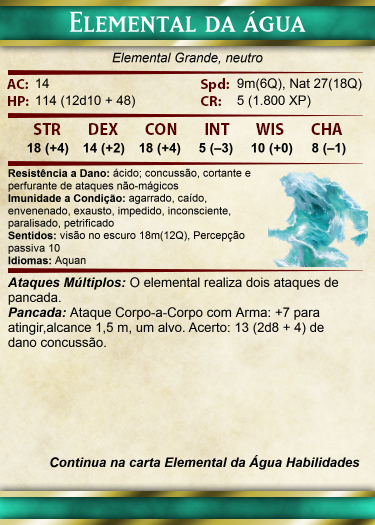 Elemental da água
Elemental Grande, neutro
AC: 14 Spd: 9m(6Q), Nat 27(18Q)
HP: 114 (12d10 + 48) CR: 5 (1.800 XP)
STR DEX CON INT WIS CHA
18 (+4) 14 (+2) 18 (+4) 5 (–3) 10 (+0) 8 (–1)
Resistência a Dano: ácido; concussão, cortante e
perfurante de ataques não-mágicos
Imunidade a Condição: agarrado, caído,
envenenado, exausto, impedido, inconsciente,
paralisado, petrificado
Sentidos: visão no escuro 18m(12Q), Percepção
passiva 10
Idiomas: Aquan
Ataques Múltiplos: O elemental realiza dois ataques de
pancada.
Pancada: Ataque Corpo-a-Corpo com Arma: +7 para
atingir,alcance 1,5 m, um alvo. Acerto: 13 (2d8 + 4) de
dano concussão.
Continua na carta Elemental da Água Habilidades